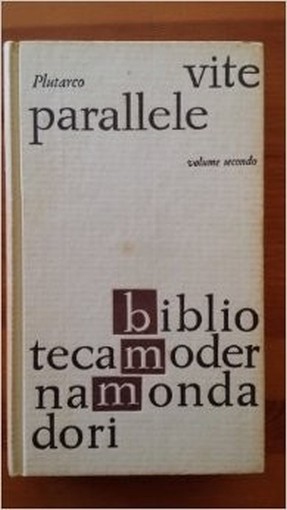 Plutarco vite
parallele
volume secondo
biblio
tecamoder
namonda
dori